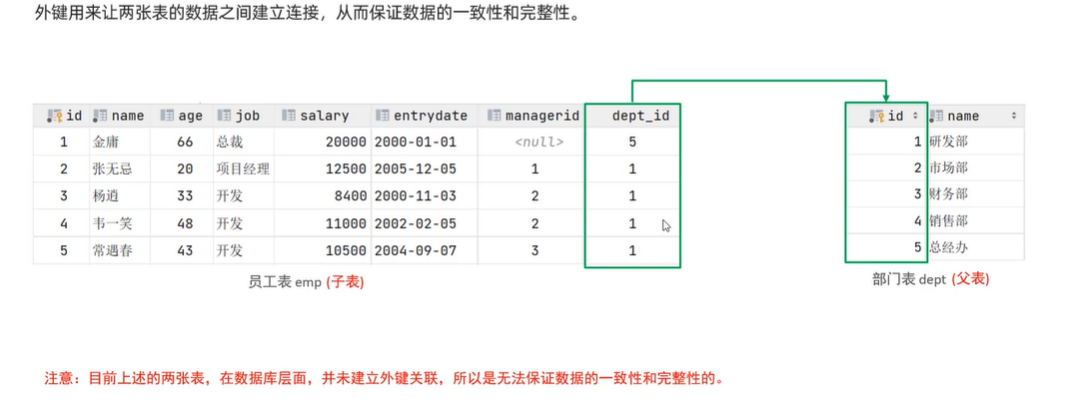 外键用来让两张表的数据之间建立连接，从而保证数据的一致性和完整性。
id name age job salary entrydate managerid dept_id
1 金庸 66 总裁 20000 2000-01-01 <null> 5
2 张无忌 20 项目经理 12500 2005-12-05 1 1
3 杨逍 33 开发 8400 2000-11-03 2 1
4 韦一笑 48 开发 11000 2002-02-05 2 1
5 常遇春 43 开发 10500 2004-09-07 3 1
员工表 emp (子表)
id name
1 研发部
2 市场部
3 财务部
4 销售部
5 总经办
部门表 dept (父表)
注意：目前上述的两张表，在数据库层面，并未建立外键关联，所以是无法保证数据的一致性和完整性的。